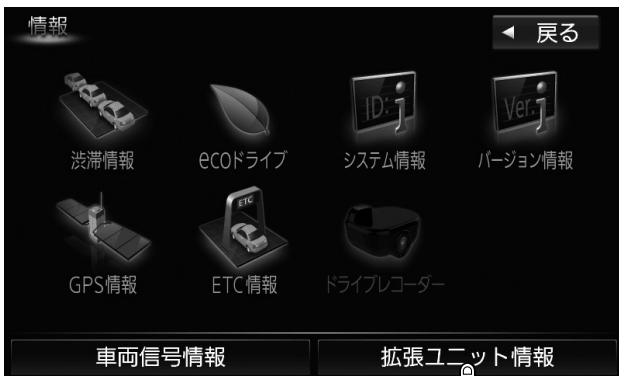 情報
戻る
渋滞情報
ecoドライブ
ID:
システム情報
Ver.
バージョン情報
GPS情報
ETC
ETC情報
ドライブレコーダー
車両信号情報
拡張ユニット情報